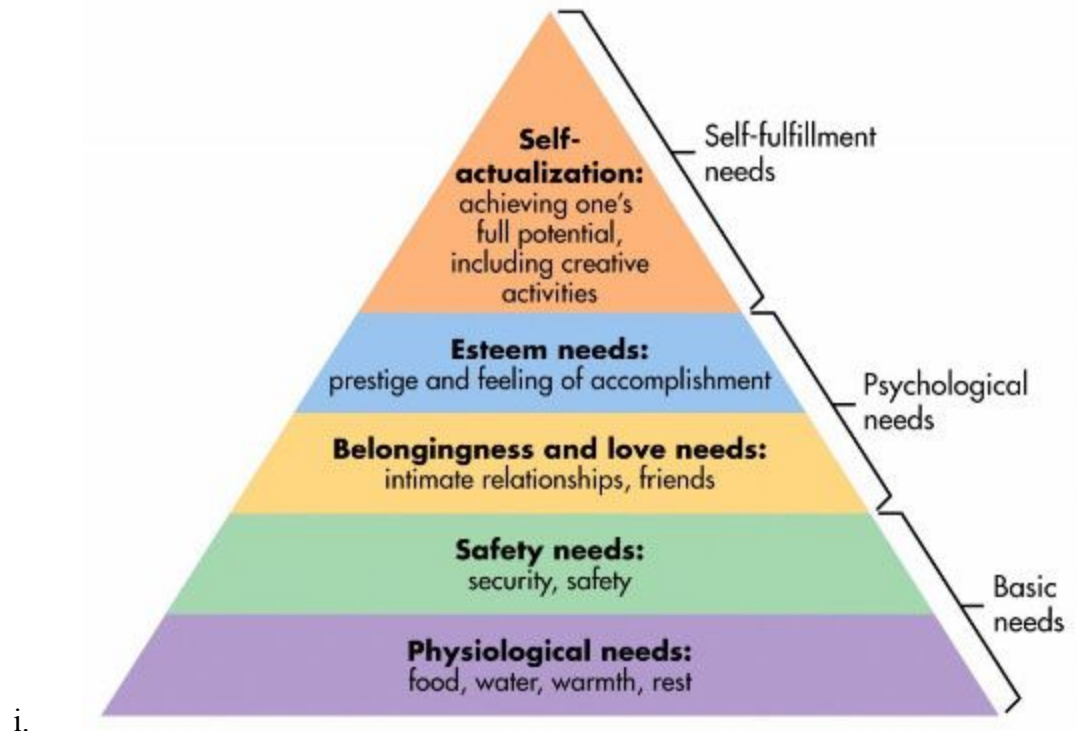 Self-
actualization:
achieving one's
full potential,
including creative
activities
Self-fulfillment
needs
Esteem needs:
prestige and feeling of accomplishment
Psychological
needs
Belongingness and love needs:
intimate relationships, friends
Safety needs:
security, safety
Basic
needs
Physiological needs:
food, water, warmth, rest
i.